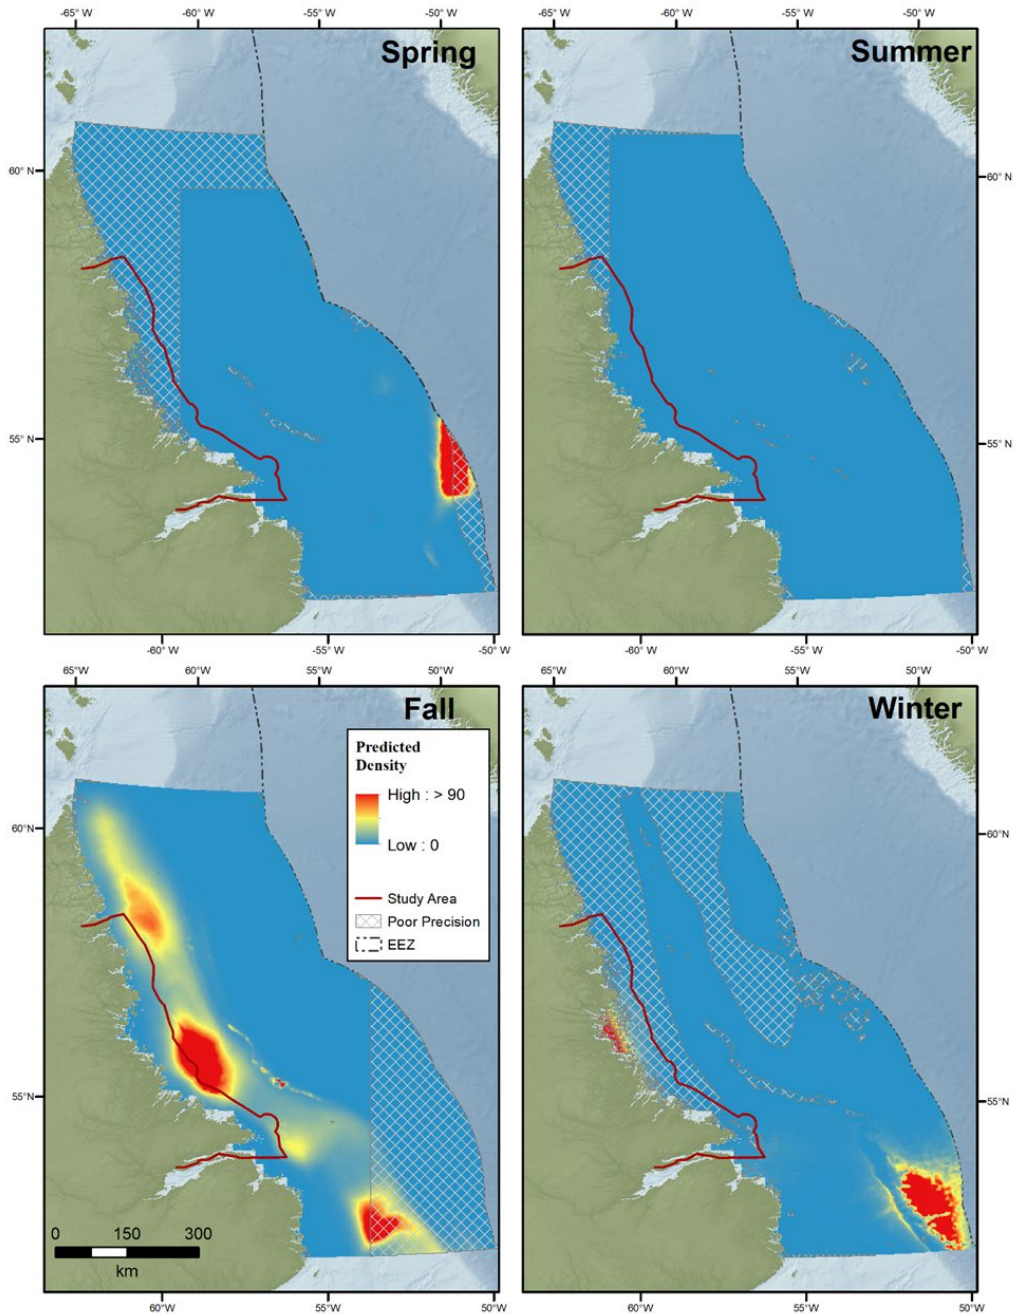 -65° W -60° W -55° W -50° W -65° W -60° W -55° W -50° W
Spring Summer
60° N 60° N
55° N 55° N
-60° W -55° W -50° W -60° W -55° W -50° W
65°W 60°W 55°W 50°W 65°W 60°W 55°W 50°W
Fall Winter
Predicted
Density
High : > 90
Low : 0
Study Area
Poor Precision
EEZ
60°N 60°N
55°N 55°N
0 150 300
km
60°W 55°W 50°W 60°W 55°W 50°W